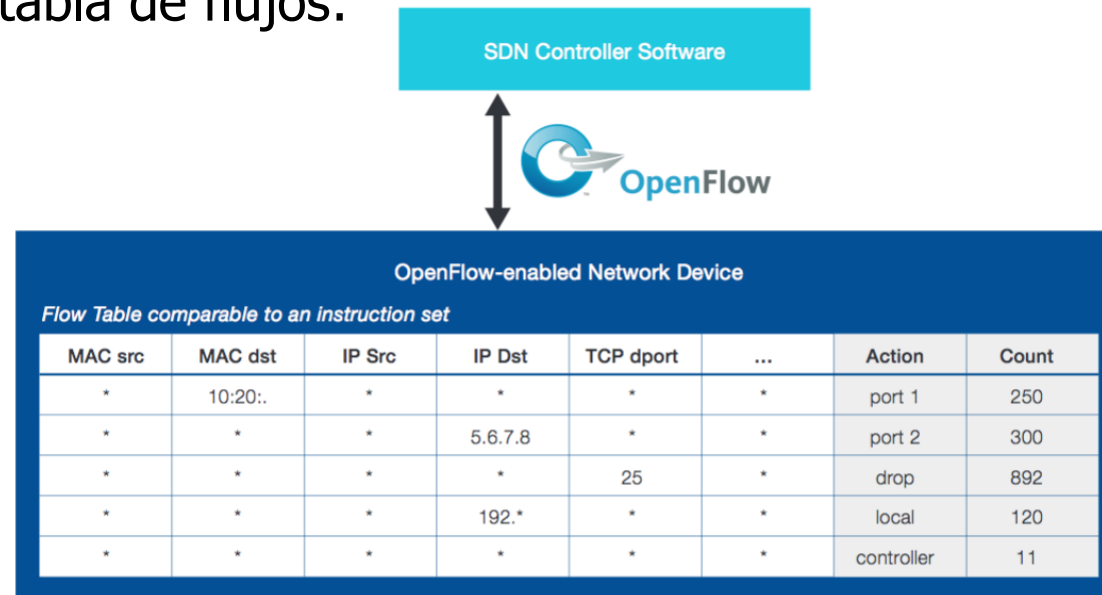 tabla de flujos.
SDN Controller Software
OpenFlow
OpenFlow-enabled Network Device
Flow Table comparable to an instruction set
MAC src MAC dst IP Src IP Dst TCP dport ... Action Count
* 10:20:. * * * * port 1 250
* * * 5.6.7.8 * * port 2 300
* * * * 25 * drop 892
* * * 192.* * * local 120
* * * * * * controller 11